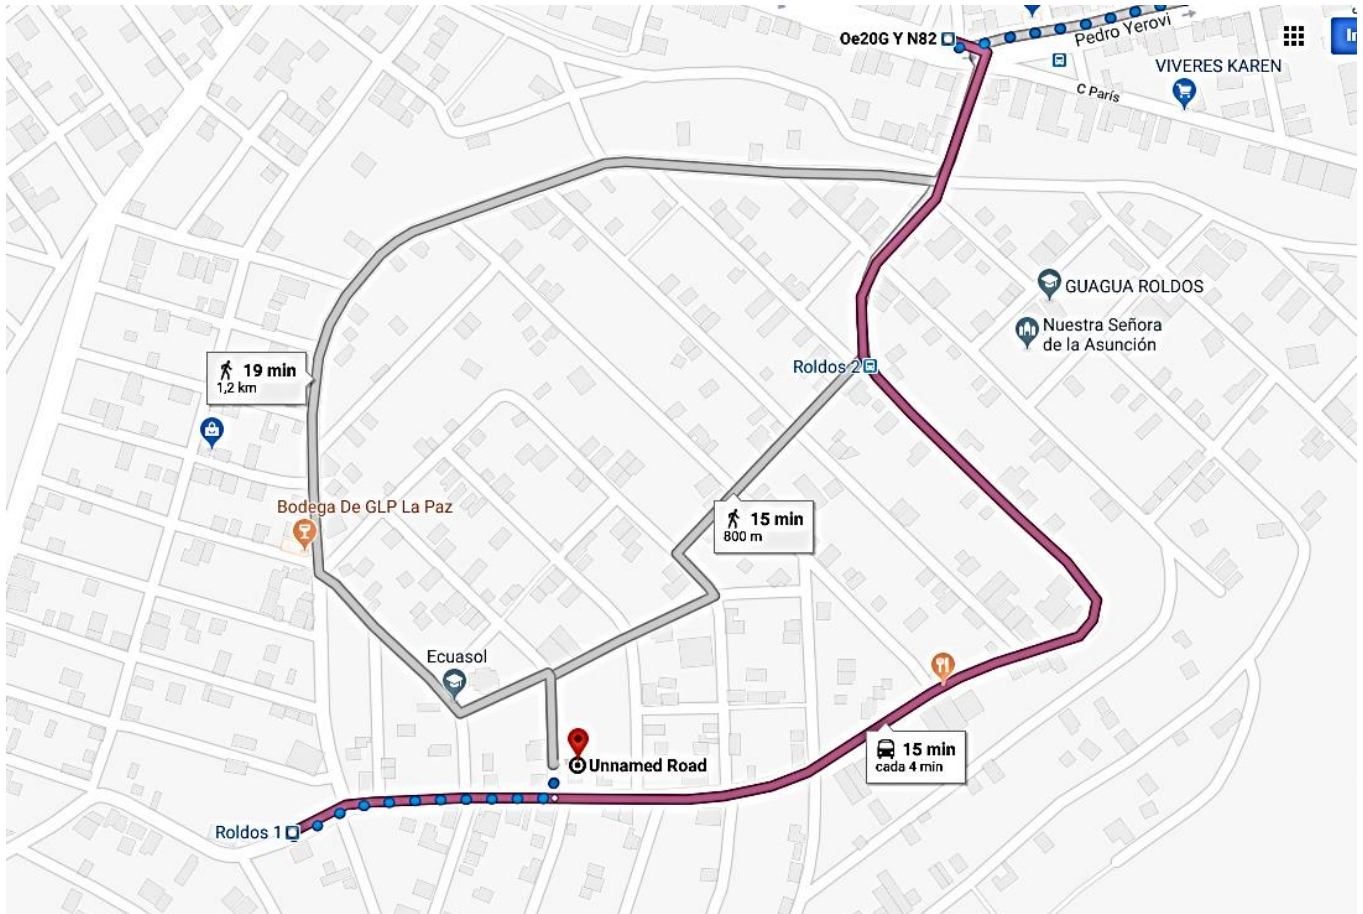 Oe20G Y N82
Pedro Yerovi
VIVERES KAREN
C París
GUAGUA ROLDOS
Nuestra Señora
de la Asunción
Roldos 2
19 min
1,2 km
Bodega De GLP La Paz
15 min
800 m
Ecuasol
15 min
cada 4 min
Unnamed Road
Roldos 1